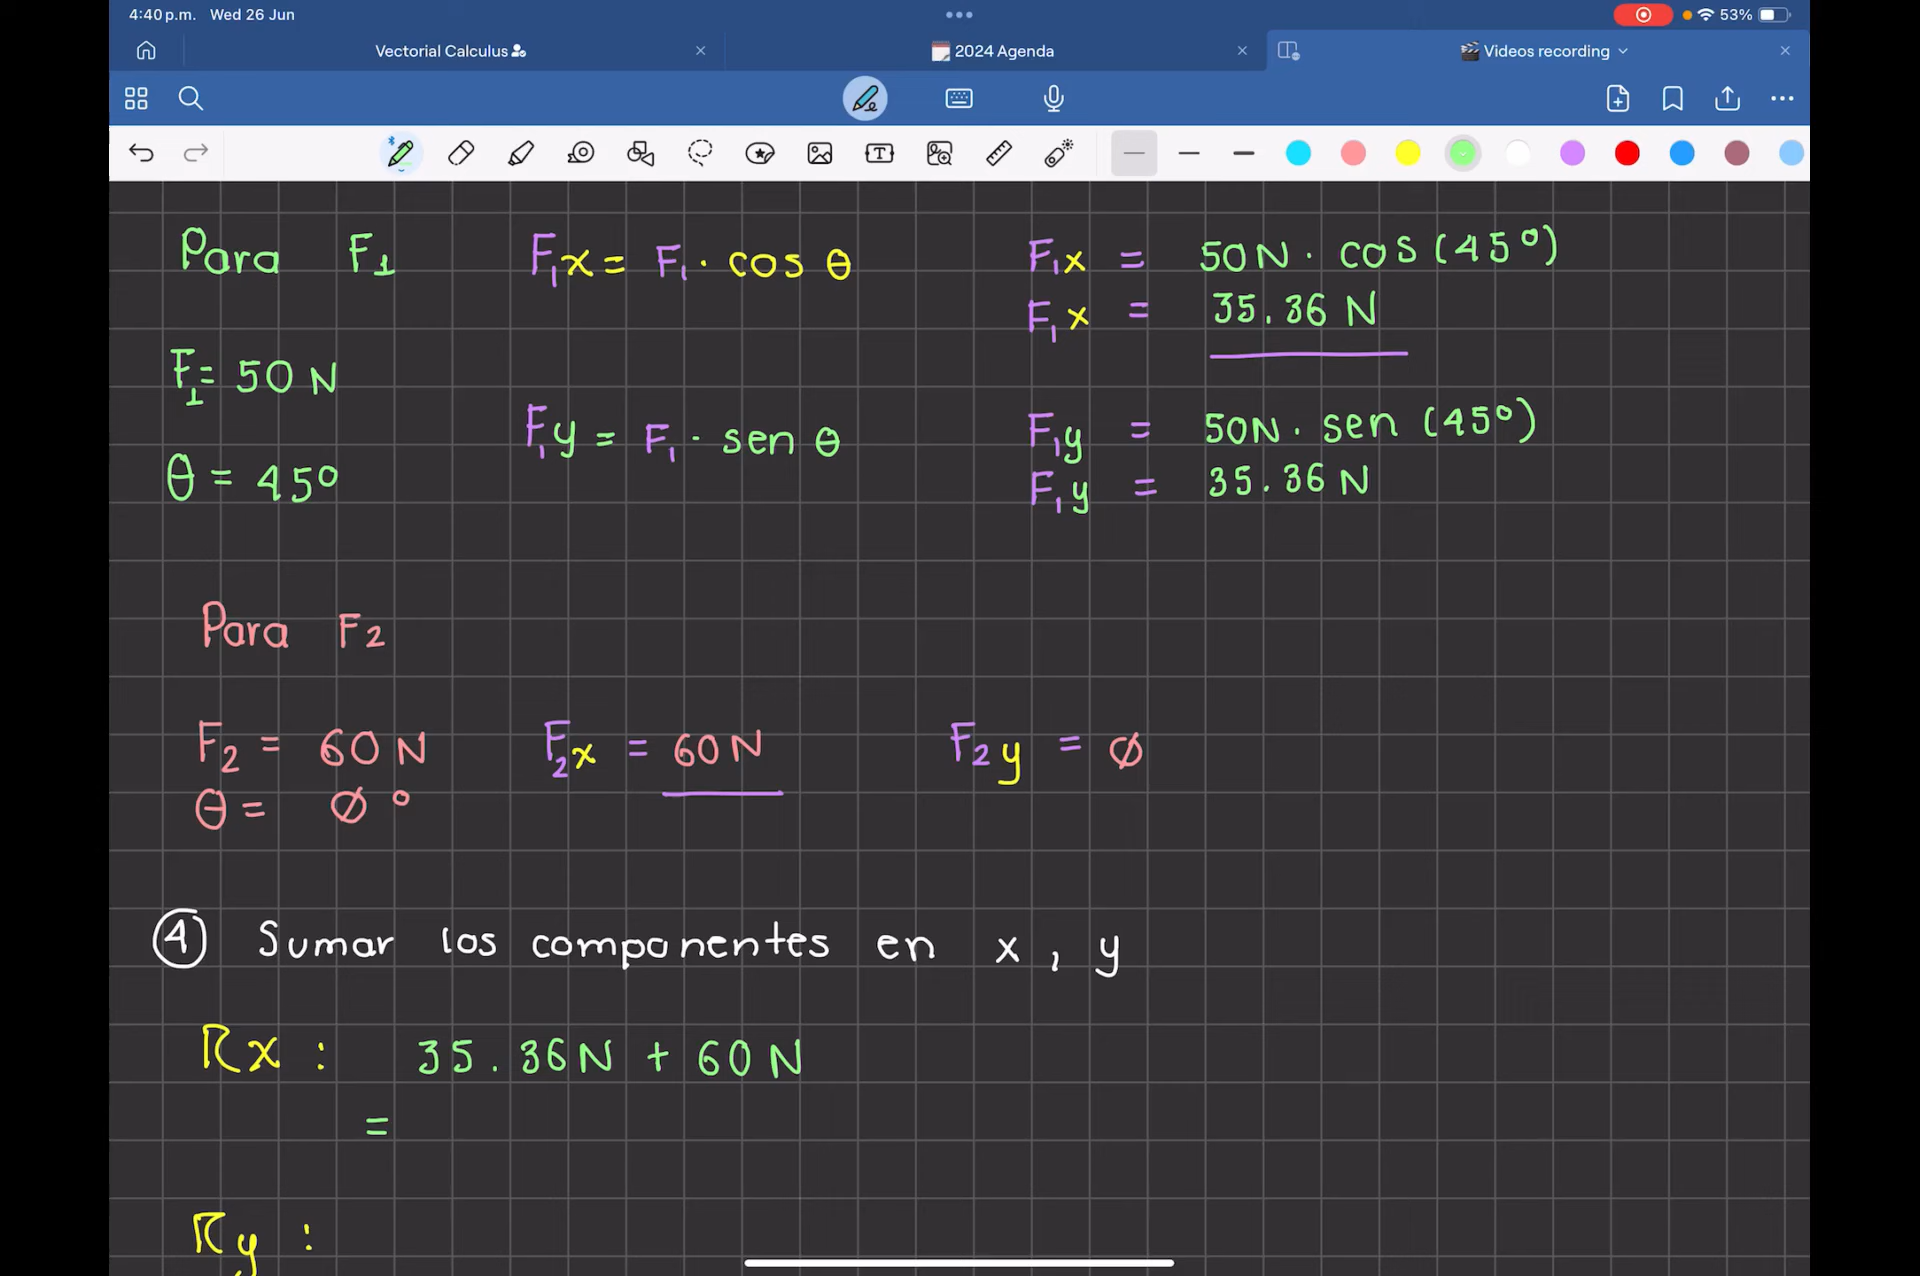 4:40 p.m. Wed 26 Jun
53%
Vectorial Calculus
2024 Agenda
Videos recording
Para F₁
F₁x = F₁ · cos θ
F₁x = 50N · cos (45°)
F₁x = 35.36 N
F₁ = 50 N
F₁y = F₁ · sen θ
F₁y = 50N · sen (45°)
F₁y = 35.36 N
θ = 45°
Para F₂
F₂ = 60 N
F₂x = 60 N
F₂y = ∅
θ = ∅°
④ Sumar los componentes en x, y
Rx : 35.36N + 60 N
=
Ry :